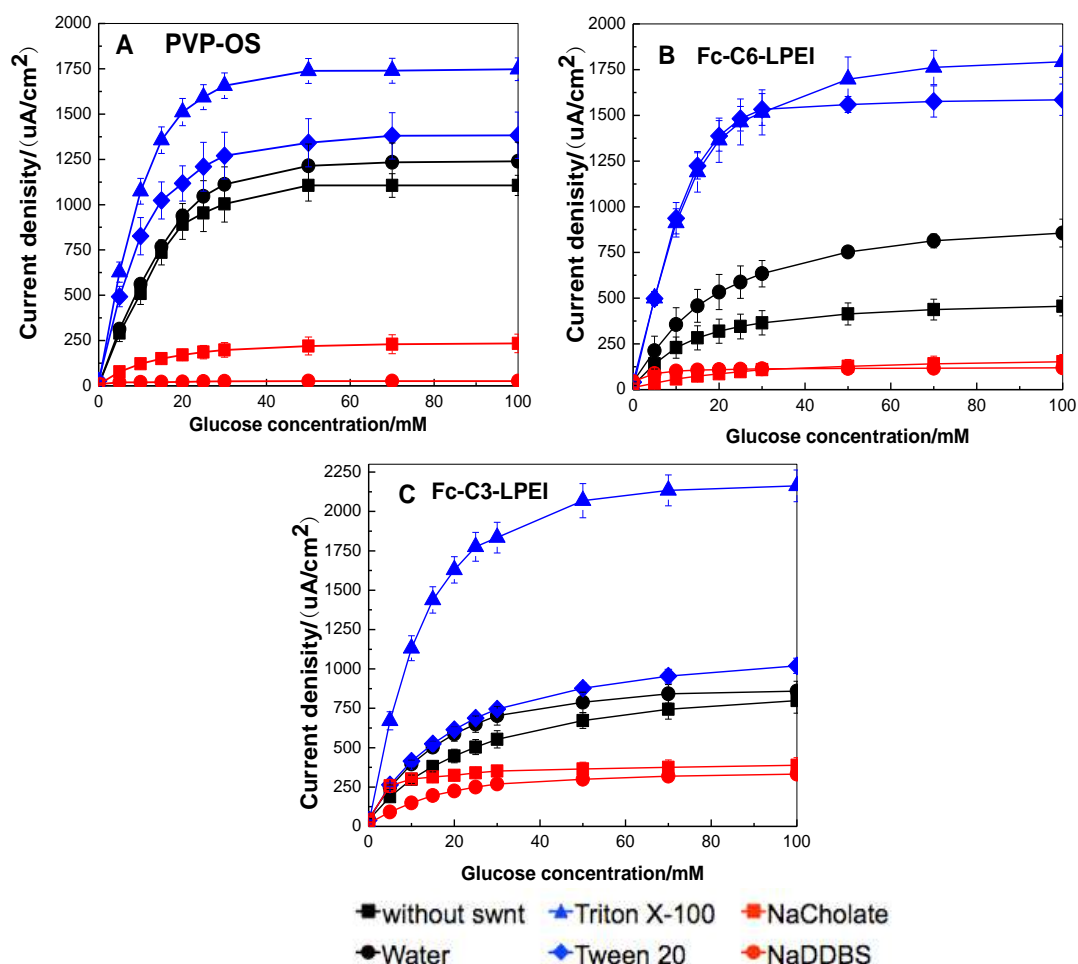 A PVP-OS
2000
1750
1500
1250
1000
750
500
250
0
0 20 40 60 80 100
Current denisity/(uA/cm2)
Glucose concentration/mM
B Fc-C6-LPEI
2000
1750
1500
1250
1000
750
500
250
0
0 20 40 60 80 100
Current denisity/(uA/cm2)
Glucose concentration/mM
C Fc-C3-LPEI
2250
2000
1750
1500
1250
1000
750
500
250
0
0 20 40 60 80 100
Current denisity/(uA/cm2)
Glucose concentration/mM
without swnt Triton X-100 NaCholate
Water Tween 20 NaDDBS